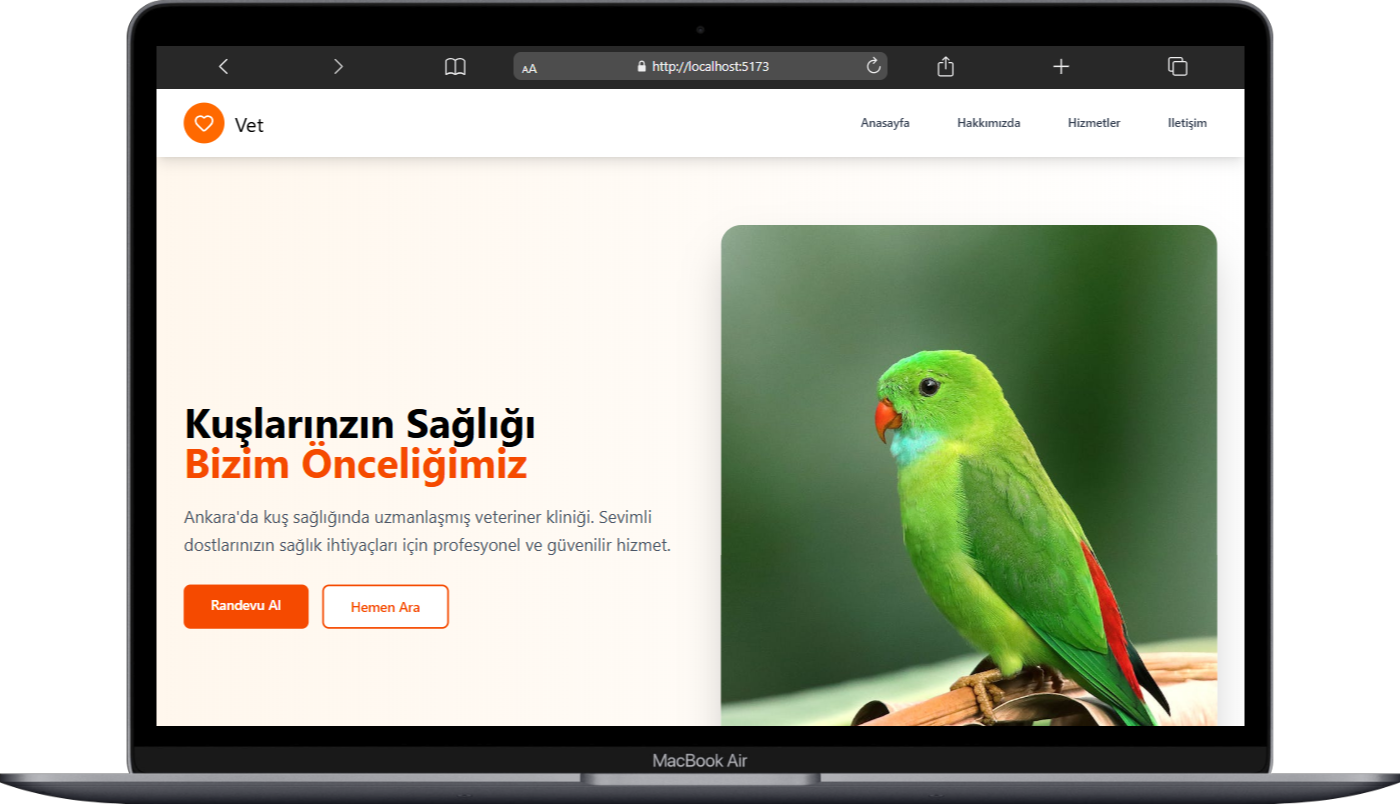 AA
http://localhost:5173
Vet
Anasayfa
Hakkımızda
Hizmetler
Iletişim
Kuşlarınzın Sağlığı
Bizim Önceliğimiz
Ankara'da kuş sağlığında uzmanlaşmış veteriner kliniği. Sevimli
dostlarınızın sağlık ihtiyaçları için profesyonel ve güvenilir hizmet.
Randevu Al
Hemen Ara
MacBook Air